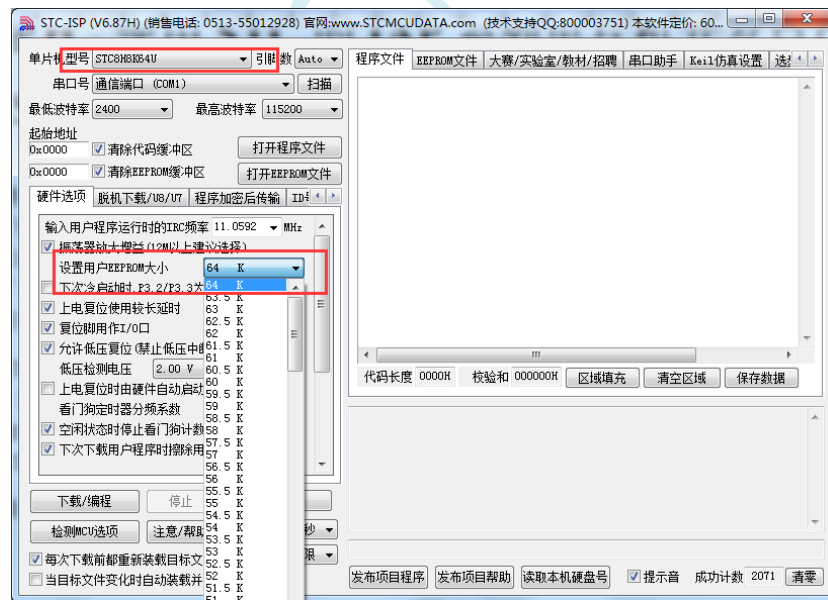 STC-ISP (V6.87H) (销售电话: 0513-55012928) 官网:www.STCMCUDATA.com (技术支持QQ:800003751) 本软件定价: 60...
单片机型号 STC8H8K64U 引脚数 Auto
串口号 通信端口 (COM1) 扫描
最低波特率 2400 最高波特率 115200
起始地址
0x0000 清除代码缓冲区 打开程序文件
0x0000 清除EEPROM缓冲区 打开EEPROM文件
硬件选项 脱机下载/U8/U7 程序加密后传输
输入用户程序运行时的IRC频率 11.0592 MHz
振荡器放大增益(12M以上建议选择)
设置用户EEPROM大小 64 K
下次冷启动时,P3.2/P3.3为
上电复位使用较长延时
复位脚用作I/O口
允许低压复位(禁止低压中
低压检测电压 2.00 V
上电复位时由硬件自动启动
看门狗定时器分频系数
空闲状态时停止看门狗计数
下次下载用户程序时擦除用
64 K
63.5 K
63 K
62.5 K
62 K
61.5 K
61 K
60.5 K
60 K
59.5 K
59 K
58.5 K
58 K
57.5 K
57 K
56.5 K
56 K
55.5 K
55 K
54.5 K
54 K
53.5 K
53 K
52.5 K
52 K
51.5 K
51 K
下载/编程 停止
检测MCU选项 注意/帮助 秒
每次下载前都重新装载目标文 限
当目标文件变化时自动装载并
程序文件 EEPROM文件 大赛/实验室/教材/招聘 串口助手 Keil仿真设置
代码长度 0000H 校验和 000000H 区域填充 清空区域 保存数据
发布项目程序 发布项目帮助 读取本机硬盘号 提示音 成功计数 2071 清零